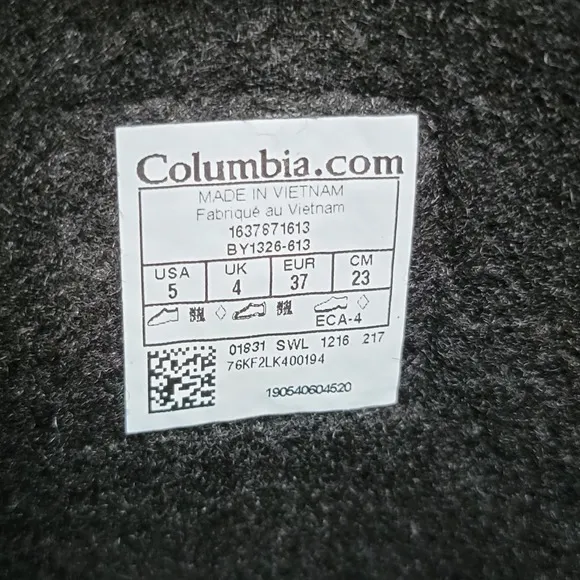 Columbia.com
MADE IN VIETNAM
Fabriqué au Vietnam
1637871613
BY1326-613
USA UK EUR CM
5 4 37 23
ECA-4
01831 SWL 1216 217
76KF2LK400194
190540604520